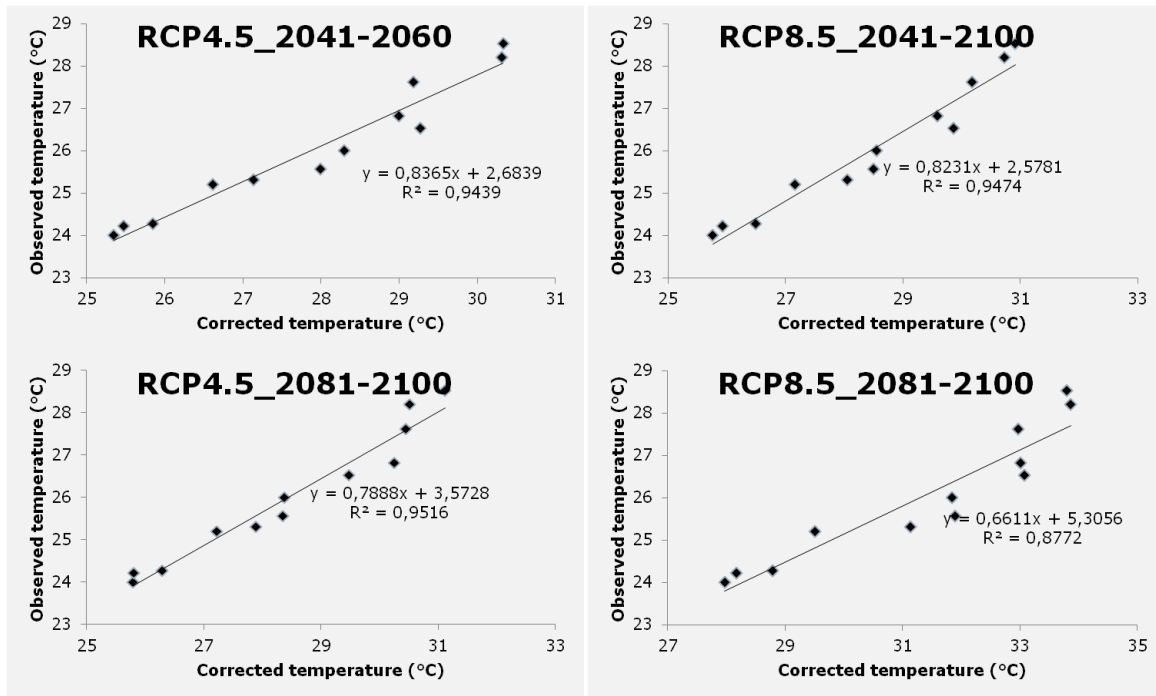 RCP4.5_2041-2060
Observed temperature (°C)
29
28
27
26
25
24
23
y = 0,8365x + 2,6839
R² = 0,9439
25 26 27 28 29 30 31
Corrected temperature (°C)
RCP8.5_2041-2100
Observed temperature (°C)
29
28
27
26
25
24
23
y = 0,8231x + 2,5781
R² = 0,9474
25 27 29 31 33
Corrected temperature (°C)
RCP4.5_2081-2100
Observed temperature (°C)
29
28
27
26
25
24
23
y = 0,7888x + 3,5728
R² = 0,9516
25 27 29 31 33
Corrected temperature (°C)
RCP8.5_2081-2100
Observed temperature (°C)
29
28
27
26
25
24
23
y = 0,6611x + 5,3056
R² = 0,8772
27 29 31 33 35
Corrected temperature (°C)